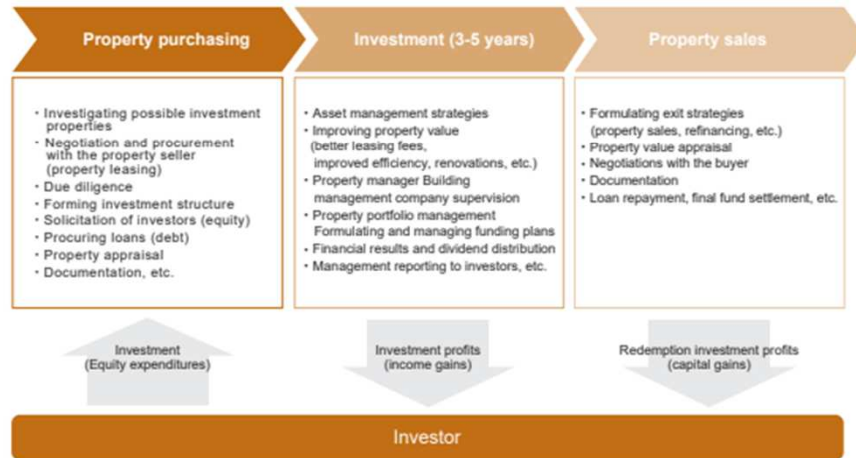 Property purchasing
Investment (3-5 years)
Property sales
・Investigating possible investment
properties
・Negotiation and procurement
with the property seller
(property leasing)
・Due diligence
・Forming investment structure
・Solicitation of investors (equity)
・Procuring loans (debt)
・Property appraisal
・Documentation, etc.
・Asset management strategies
・Improving property value
(better leasing fees,
improved efficiency, renovations, etc.)
・Property manager Building
management company supervision
・Property portfolio management
Formulating and managing funding plans
・Financial results and dividend distribution
・Management reporting to investors, etc.
・Formulating exit strategies
(property sales, refinancing, etc.)
・Property value appraisal
・Negotiations with the buyer
・Documentation
・Loan repayment, final fund settlement, etc.
Investment
(Equity expenditures)
Investment profits
(income gains)
Redemption investment profits
(capital gains)
Investor